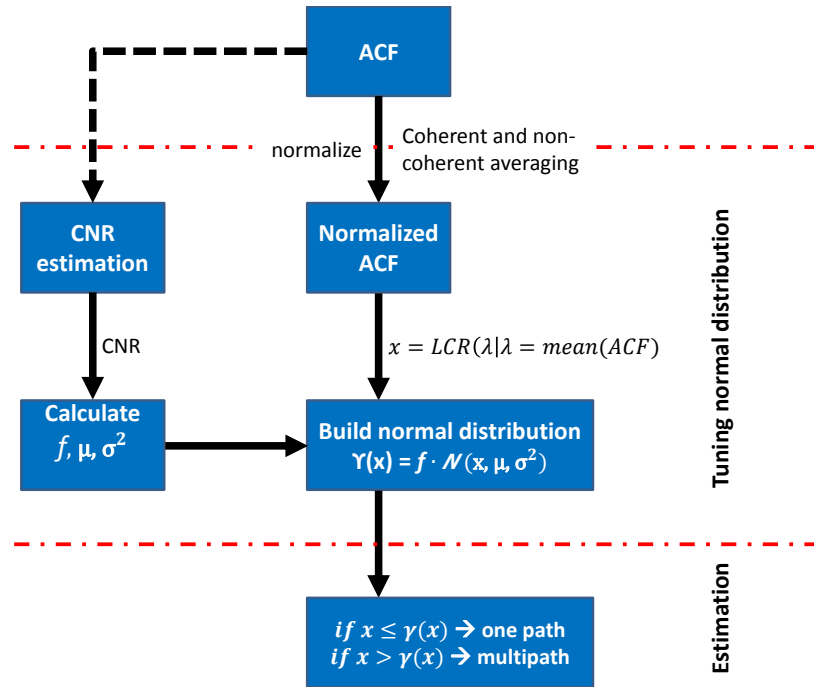 ACF
normalize
Coherent and non-
coherent averaging
CNR
estimation
Normalized
ACF
CNR
x = LCR(λ|λ = mean(ACF)
Calculate
f, μ, σ²
Build normal distribution
ϒ(x) = f · 𝒩(x, μ, σ²)
Tuning normal distribution
if x ≤ γ(x) → one path
if x > γ(x) → multipath
Estimation